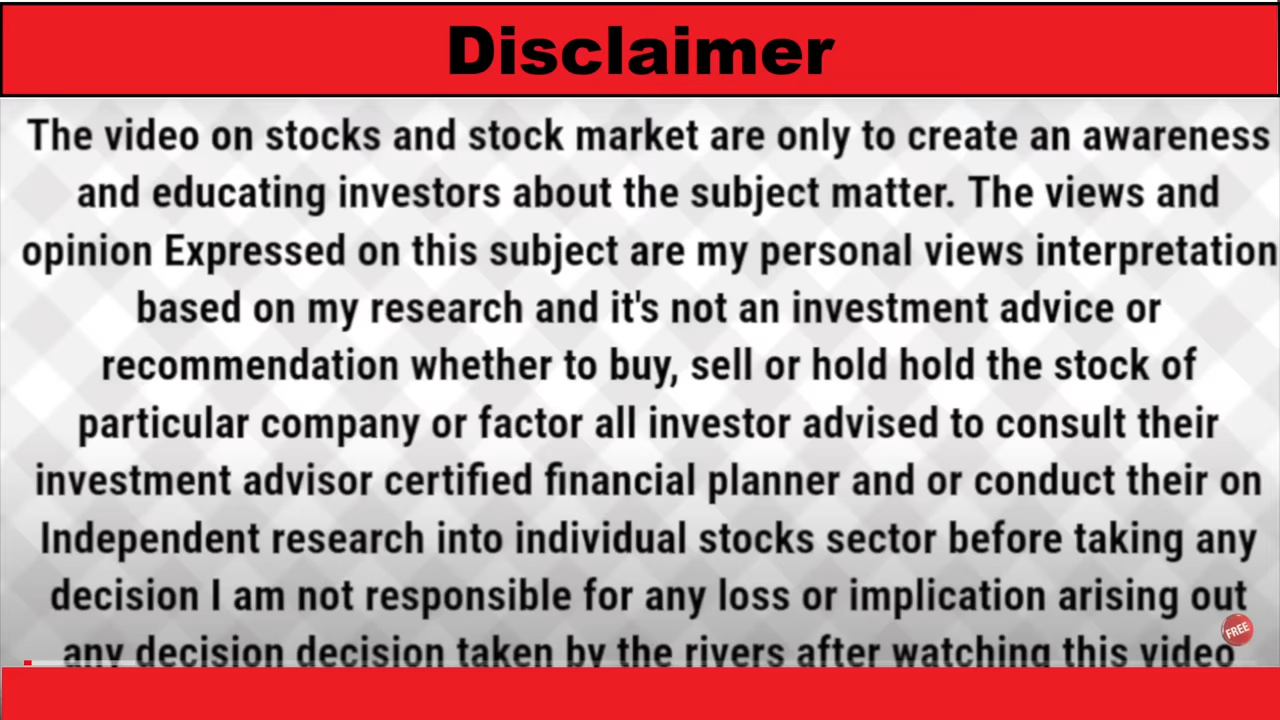 Disclaimer
The video on stocks and stock market are only to create an awareness
and educating investors about the subject matter. The views and
opinion Expressed on this subject are my personal views interpretation
based on my research and it's not an investment advice or
recommendation whether to buy, sell or hold hold the stock of
particular company or factor all investor advised to consult their
investment advisor certified financial planner and or conduct their on
Independent research into individual stocks sector before taking any
decision I am not responsible for any loss or implication arising out
FREE
any decision decision taken by the rivers after watching this video